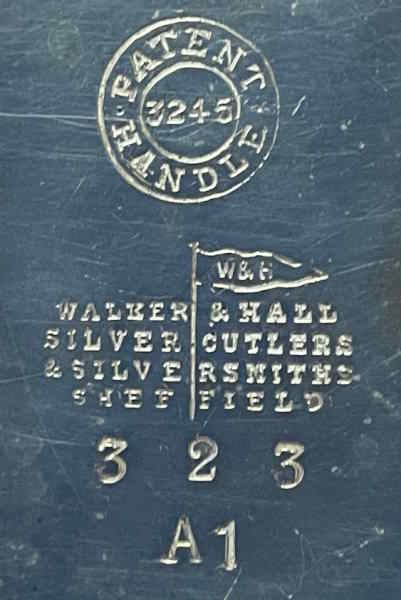 PATENT
3245
HANDLE
W&H
WALKER & HALL
SILVER CUTLERS
& SILVERSMITHS
SHEFFIELD
3 2 3
A1